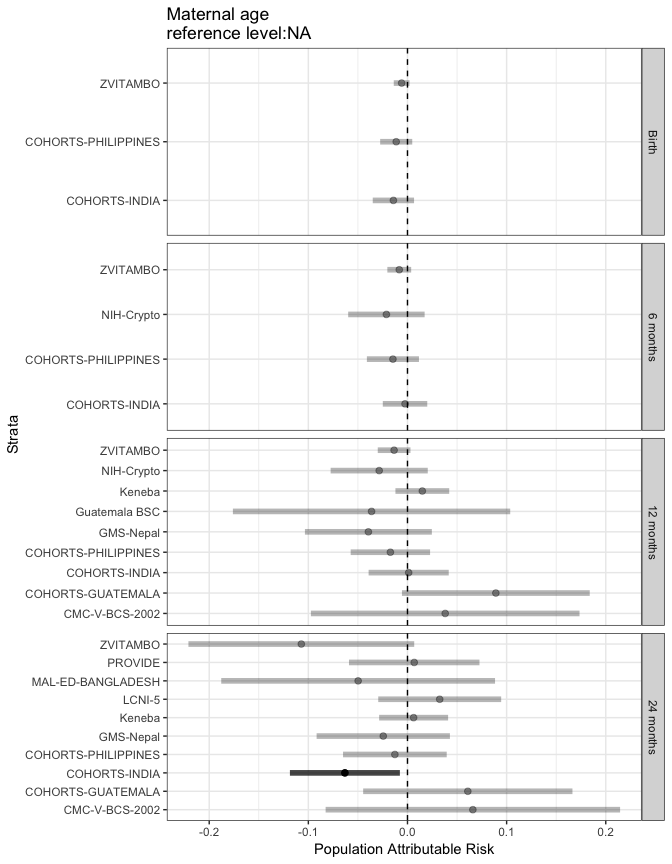 Maternal age
reference level:NA
Strata
ZVITAMBO
COHORTS-PHILIPPINES
COHORTS-INDIA
Birth
ZVITAMBO
NIH-Crypto
COHORTS-PHILIPPINES
COHORTS-INDIA
6 months
ZVITAMBO
NIH-Crypto
Keneba
Guatemala BSC
GMS-Nepal
COHORTS-PHILIPPINES
COHORTS-INDIA
COHORTS-GUATEMALA
CMC-V-BCS-2002
12 months
ZVITAMBO
PROVIDE
MAL-ED-BANGLADESH
LCNI-5
Keneba
GMS-Nepal
COHORTS-PHILIPPINES
COHORTS-INDIA
COHORTS-GUATEMALA
CMC-V-BCS-2002
24 months
-0.2 -0.1 0.0 0.1 0.2
Population Attributable Risk